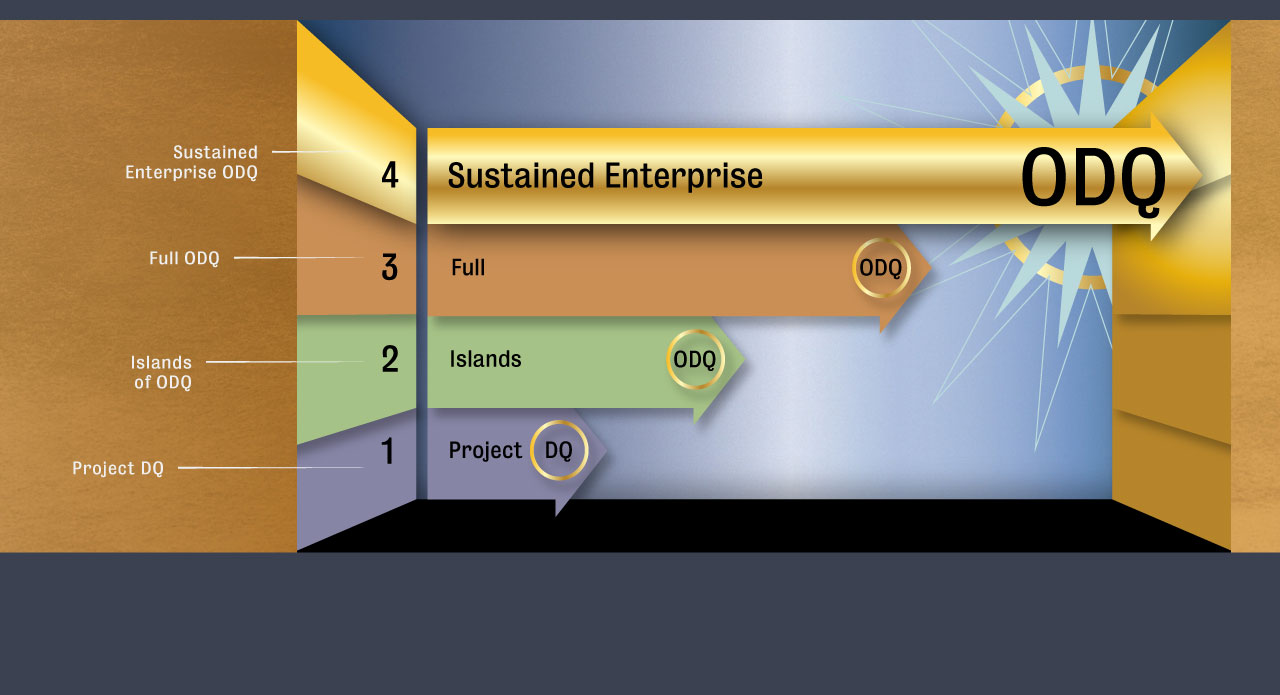 Sustained
Enterprise ODQ
4
Sustained Enterprise
ODQ
Full ODQ
3
Full
ODQ
Islands
of ODQ
2
Islands
ODQ
Project DQ
1
Project
DQ